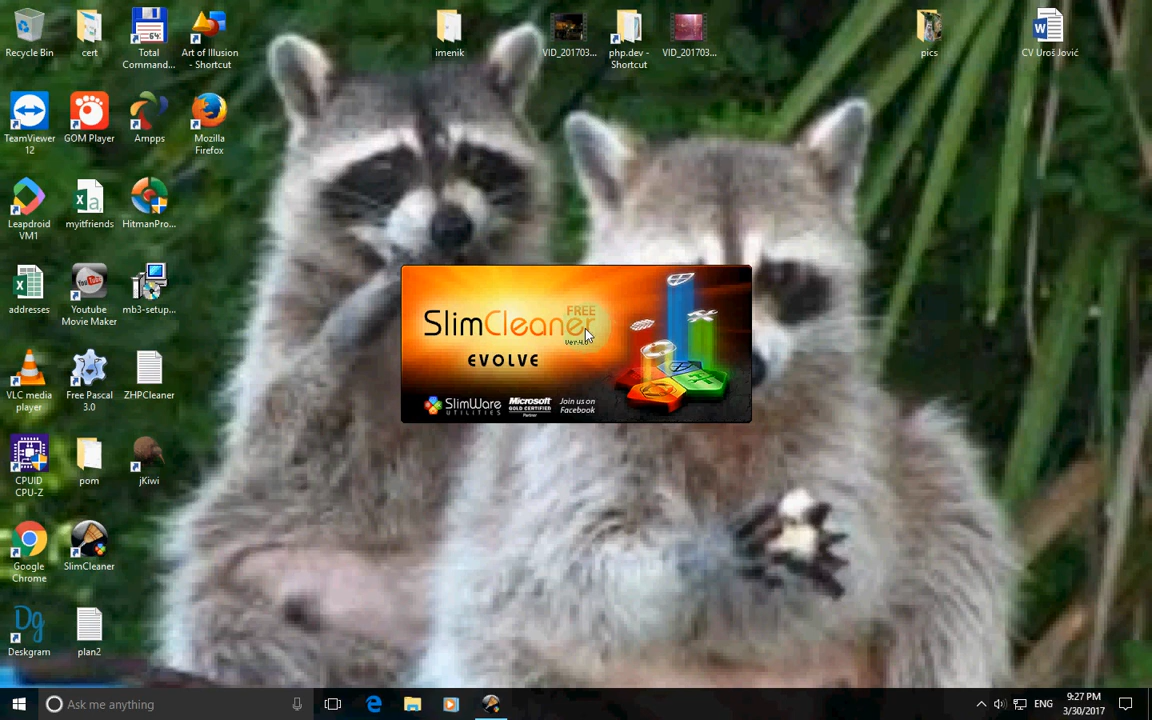 Recycle Bin
cert
Total
Command...
Art of Illusion
- Shortcut
imenik
VID_201703...
php.dev -
Shortcut
VID_201703...
pics
CV Uroš Jović
TeamViewer
12
GOM Player
Ampps
Mozilla
Firefox
Leapdroid
VM1
myitfriends
HitmanPro...
addresses
Youtube
Movie Maker
mb3-setup...
VLC media
player
Free Pascal
3.0
ZHPCleaner
CPUID
CPU-Z
pom
jKiwi
Google
Chrome
SlimCleaner
Deskgram
plan2
FREE
SlimCleaner
EVOLVE
SlimWare
UTILITIES
Microsoft
GOLD CERTIFIED
Partner
Join us on
Facebook
Ask me anything
ENG
9:27 PM
3/30/2017